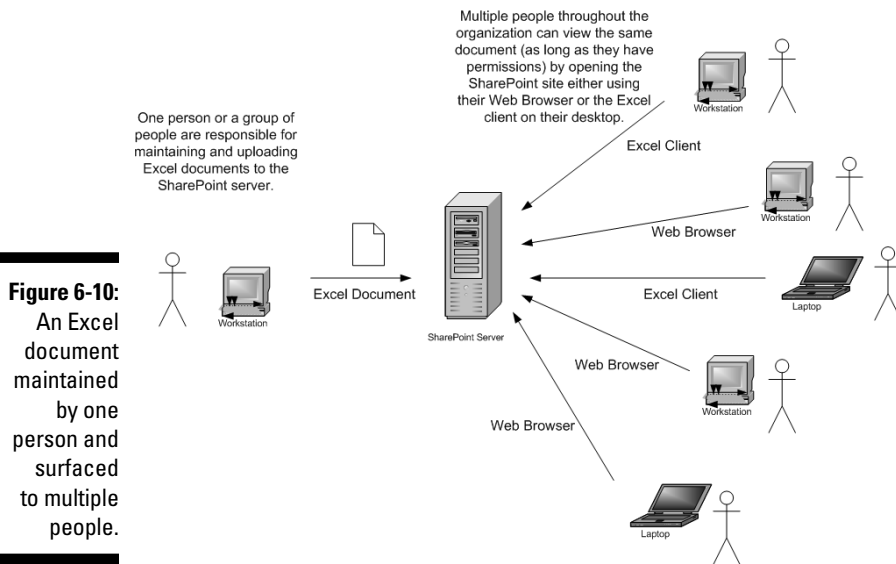 Multiple people throughout the
organization can view the same
document (as long as they have
permissions) by opening the
SharePoint site either using
their Web Browser or the Excel
client on their desktop.
Workstation
Excel Client
One person or a group of
people are responsible for
maintaining and uploading
Excel documents to the
SharePoint server.
Workstation
Web Browser
Figure 6-10:
An Excel
document
maintained
by one
person and
surfaced
to multiple
people.
Workstation
Excel Document
SharePoint Server
Excel Client
Laptop
Web Browser
Workstation
Web Browser
Laptop